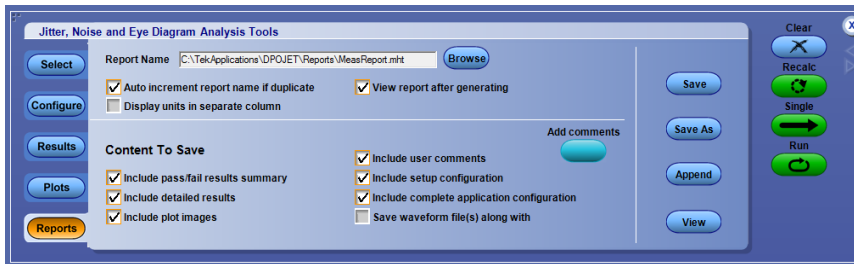 Jitter, Noise and Eye Diagram Analysis Tools
Clear
X
Select
Report Name C:\TekApplications\DPOJET\Reports\MeasReport.mht Browse
Recalc
Auto increment report name if duplicate
View report after generating
Save
Configure
Display units in separate column
Single
Add comments
Save As
Results
Content To Save
Include user comments
Run
Include pass/fail results summary
Include setup configuration
Append
Plots
Include detailed results
Include complete application configuration
Include plot images
Save waveform file(s) along with
View
Reports